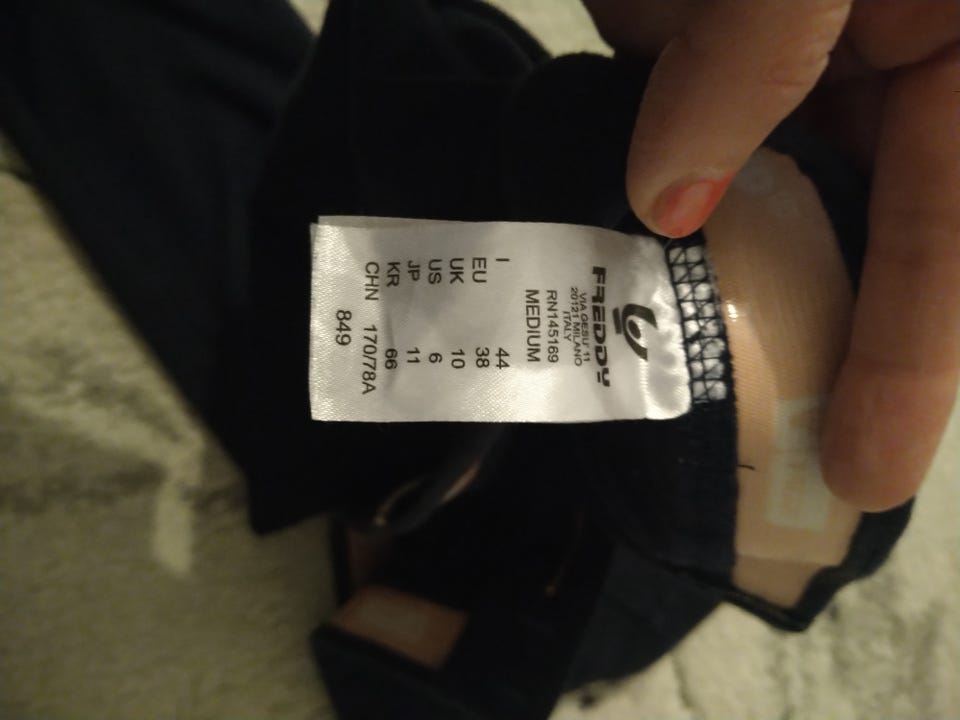 FREDDY
VIA GESU' 11
20121 MILANO
ITALY
RN145169
MEDIUM
I 44
EU 38
UK 10
US 6
JP 11
KR 66
CHN 170/78A
849